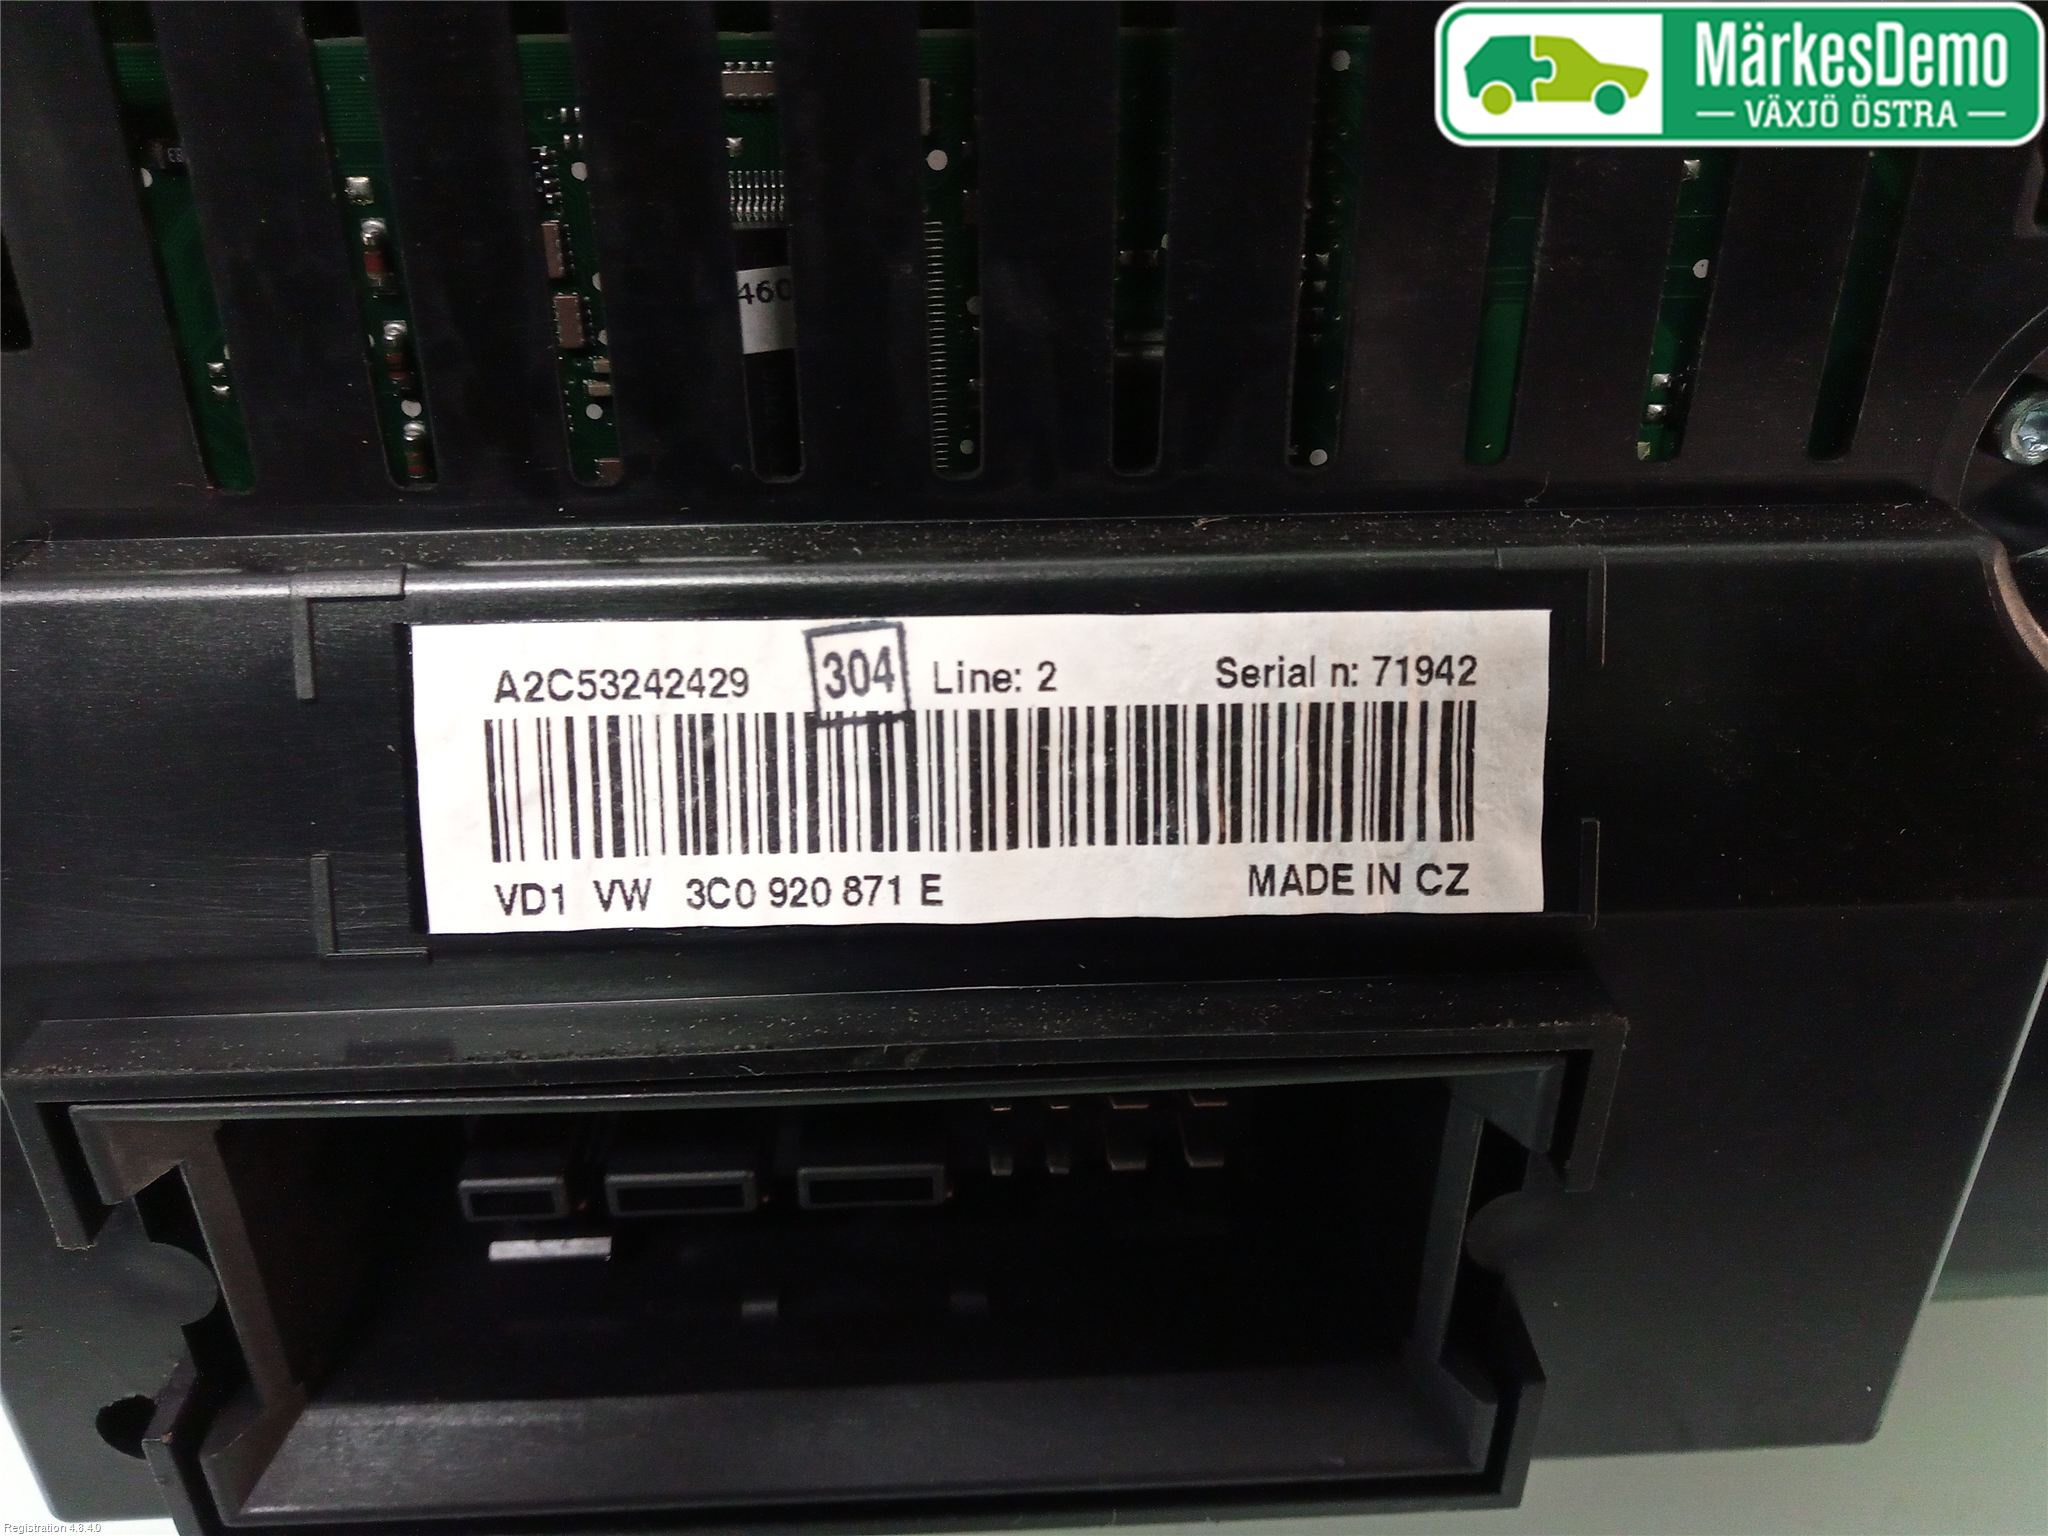 MärkesDemo
VÄXJÖ ÖSTRA
460
A2C53242429 304 Line: 2 Serial n: 71942
VD1 VW 3C0 920 871 E MADE IN CZ
Registration 4.8.4.0